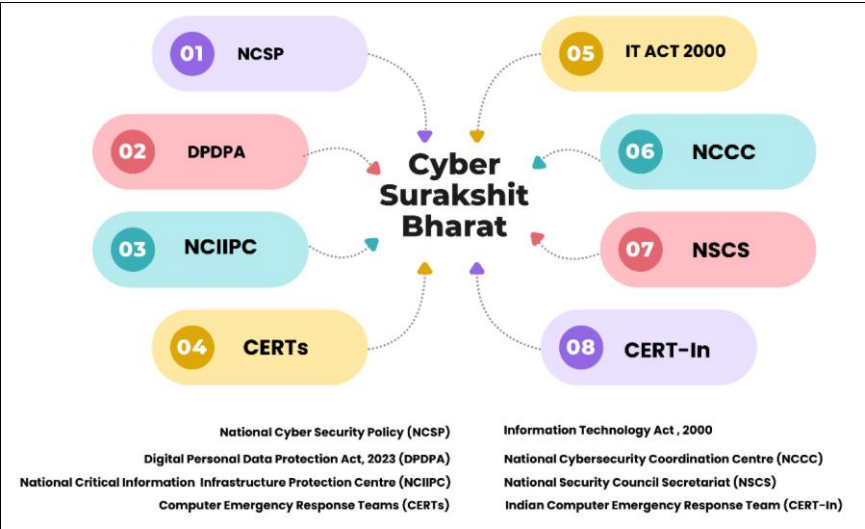 01 NCSP
02 DPDPA
03 NCIIPC
04 CERTs
Cyber
Surakshit
Bharat
05 IT ACT 2000
06 NCCC
07 NSCS
08 CERT-In
National Cyber Security Policy (NCSP)
Digital Personal Data Protection Act, 2023 (DPDPA)
National Critical Information Infrastructure Protection Centre (NCIIPC)
Computer Emergency Response Teams (CERTs)
Information Technology Act , 2000
National Cybersecurity Coordination Centre (NCCC)
National Security Council Secretariat (NSCS)
Indian Computer Emergency Response Team (CERT-In)